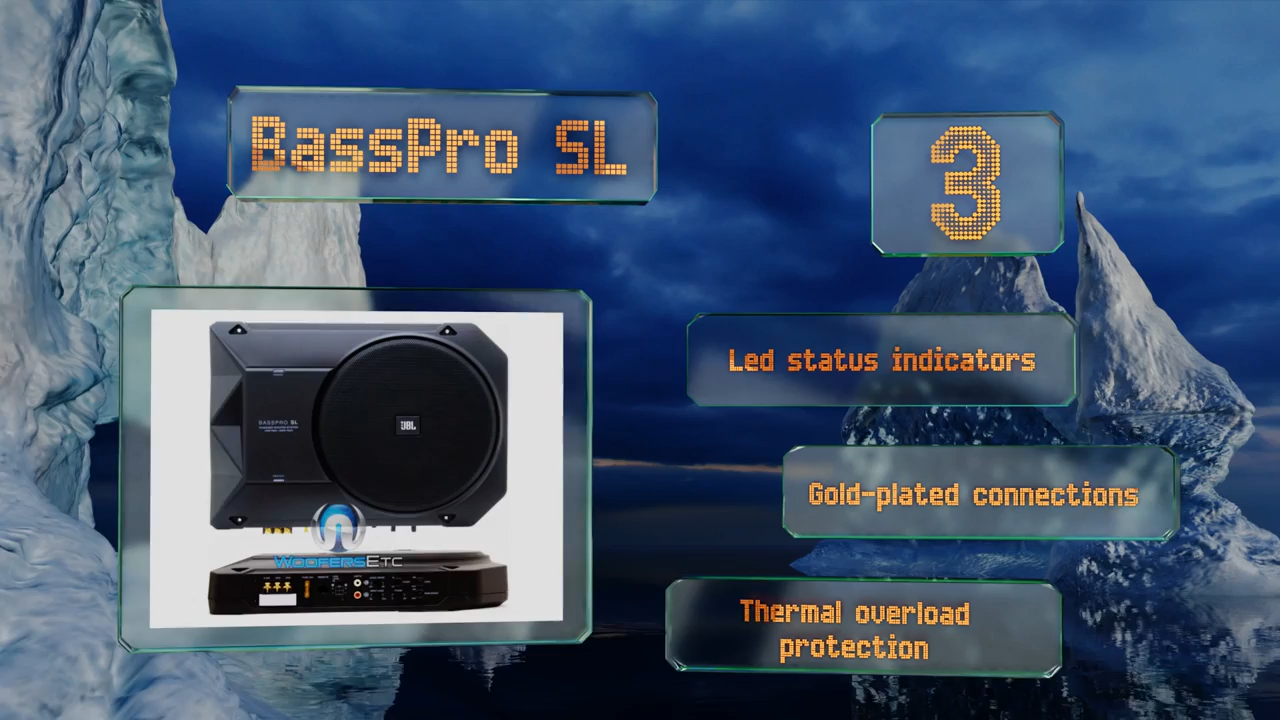 BassPro SL
3
Led status indicators
Gold-plated connections
Thermal overload
protection
BASSPRO SL
JBL
WOOFERSETC